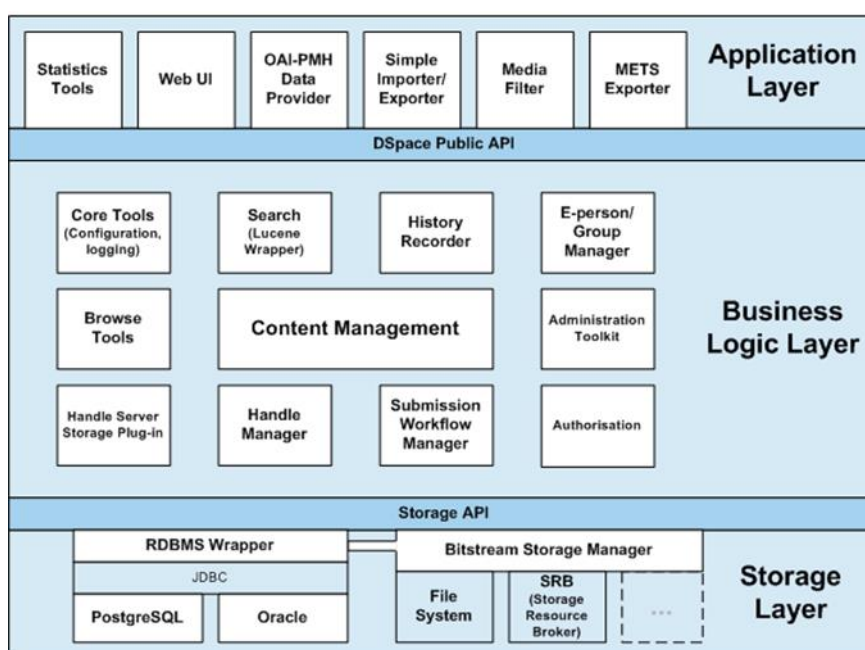 Statistics
Tools
Web UI
OAI-PMH
Data
Provider
Simple
Importer/
Exporter
Media
Filter
METS
Exporter
Application
Layer
DSpace Public API
Core Tools
(Configuration,
logging)
Search
(Lucene
Wrapper)
History
Recorder
E-person/
Group
Manager
Browse
Tools
Content Management
Administration
Toolkit
Business
Logic Layer
Handle Server
Storage Plug-in
Handle
Manager
Submission
Workflow
Manager
Authorisation
Storage API
RDBMS Wrapper
Bitstream Storage Manager
JDBC
PostgreSQL
Oracle
File
System
SRB
(Storage
Resource
Broker)
...
Storage
Layer